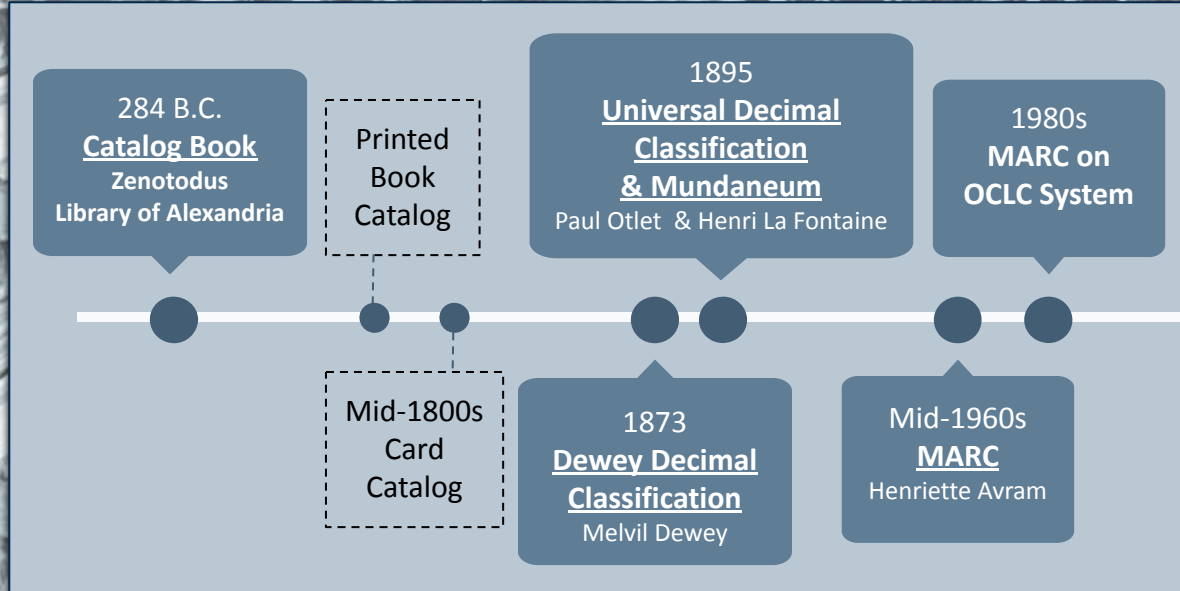 284 B.C.
Catalog Book
Zenotodus
Library of Alexandria
Printed
Book
Catalog
Mid-1800s
Card
Catalog
1873
Dewey Decimal
Classification
Melvil Dewey
1895
Universal Decimal
Classification
& Mundaneum
Paul Otlet & Henri La Fontaine
Mid-1960s
MARC
Henriette Avram
1980s
MARC on
OCLC System